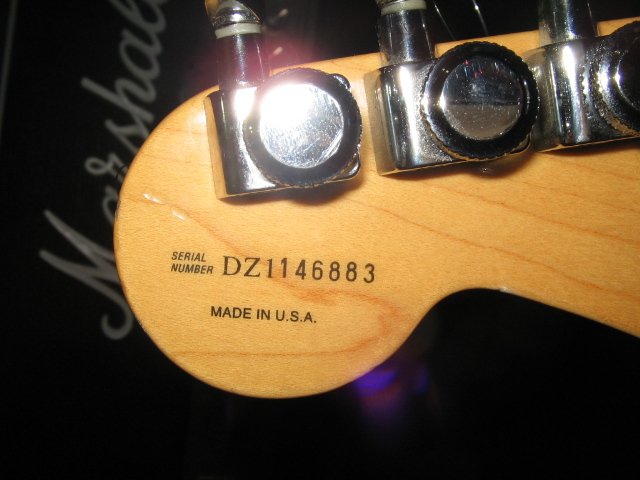 Marshall
SERIAL
NUMBER DZ1146883
MADE IN U.S.A.